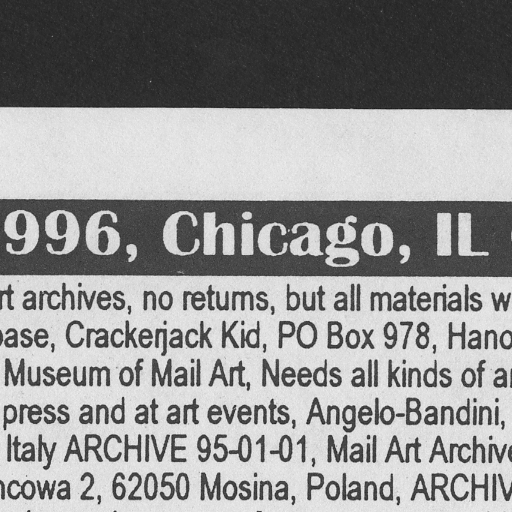 996, Chicago, IL
rt archives, no returns, but all materials w
base, Crackerjack Kid, PO Box 978, Hano
Museum of Mail Art, Needs all kinds of a
press and at art events, Angelo-Bandini,
Italy ARCHIVE 95-01-01, Mail Art Archive
ncowa 2, 62050 Mosina, Poland, ARCHIV